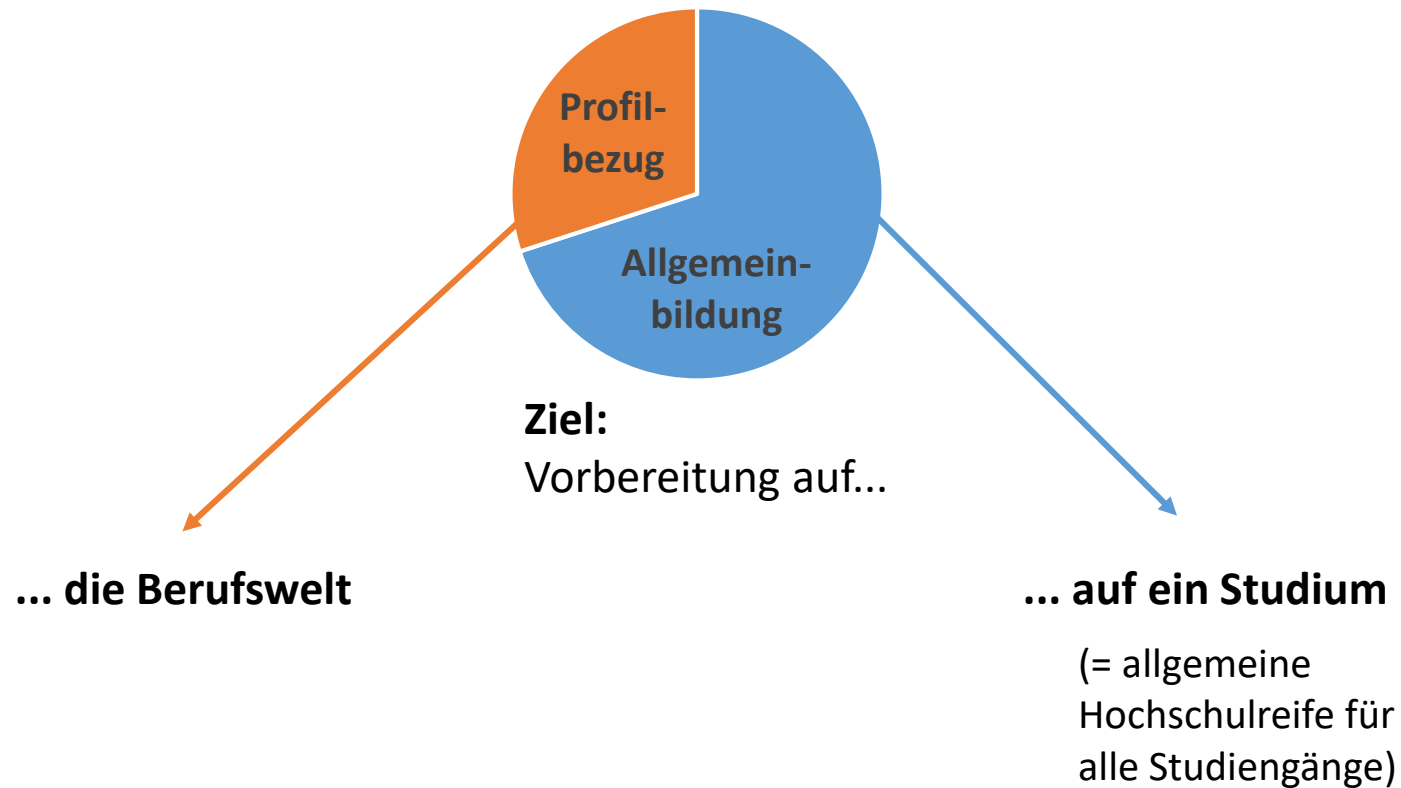 Profil-
bezug
Allgemein-
bildung
Ziel:
Vorbereitung auf...
... die Berufswelt
... auf ein Studium
(= allgemeine
Hochschulreife für
alle Studiengänge)